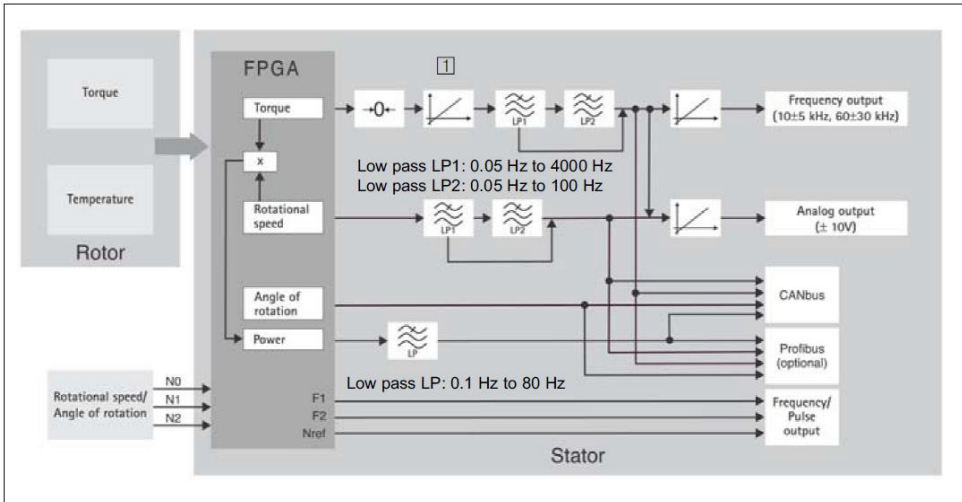 Torque
Temperature
Rotor
FPGA
Torque
x
Rotational
speed
Angle of
rotation
Power
F1
F2
Nref
→0←
1
LP1
LP2
Low pass LP1: 0.05 Hz to 4000 Hz
Low pass LP2: 0.05 Hz to 100 Hz
LP1
LP2
LP
Low pass LP: 0.1 Hz to 80 Hz
Frequency output
(10±5 kHz, 60±30 kHz)
Analog output
(± 10V)
CANbus
Profibus
(optional)
Frequency/
Pulse
output
Rotational speed/
Angle of rotation
N0
N1
N2
Stator